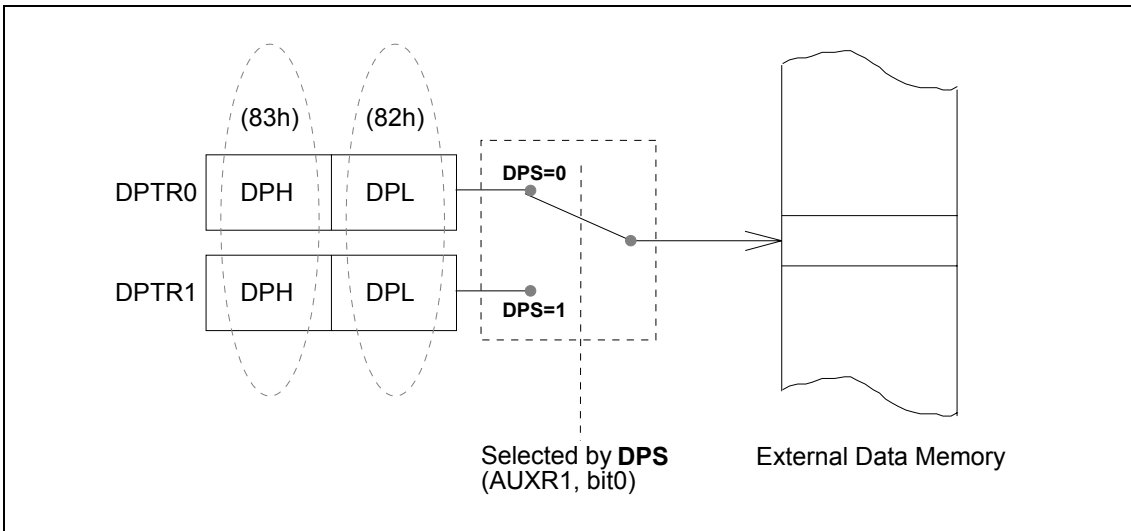 (83h) (82h)
DPTR0 DPH DPL DPS=0
DPTR1 DPH DPL DPS=1
Selected by DPS
(AUXR1, bit0)
External Data Memory